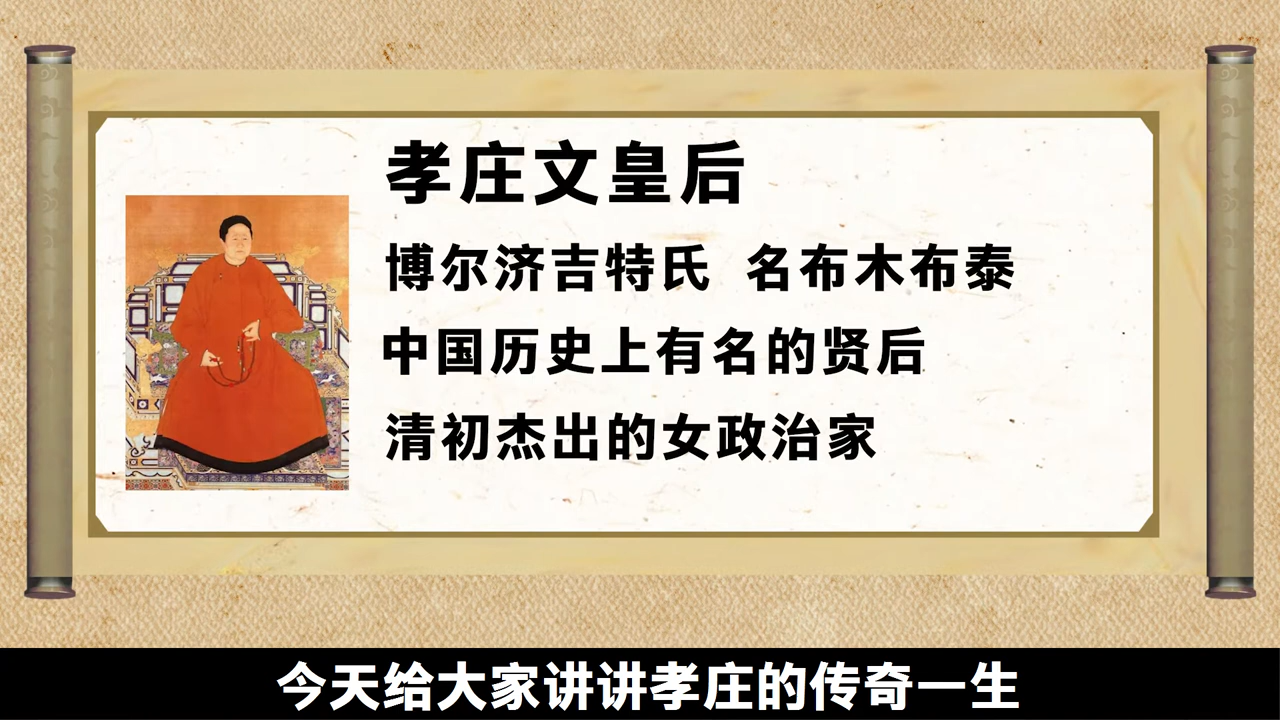 孝庄文皇后
博尔济吉特氏 名布木布泰
中国历史上有名的贤后
清初杰出的女政治家
今天给大家讲讲孝庄的传奇一生